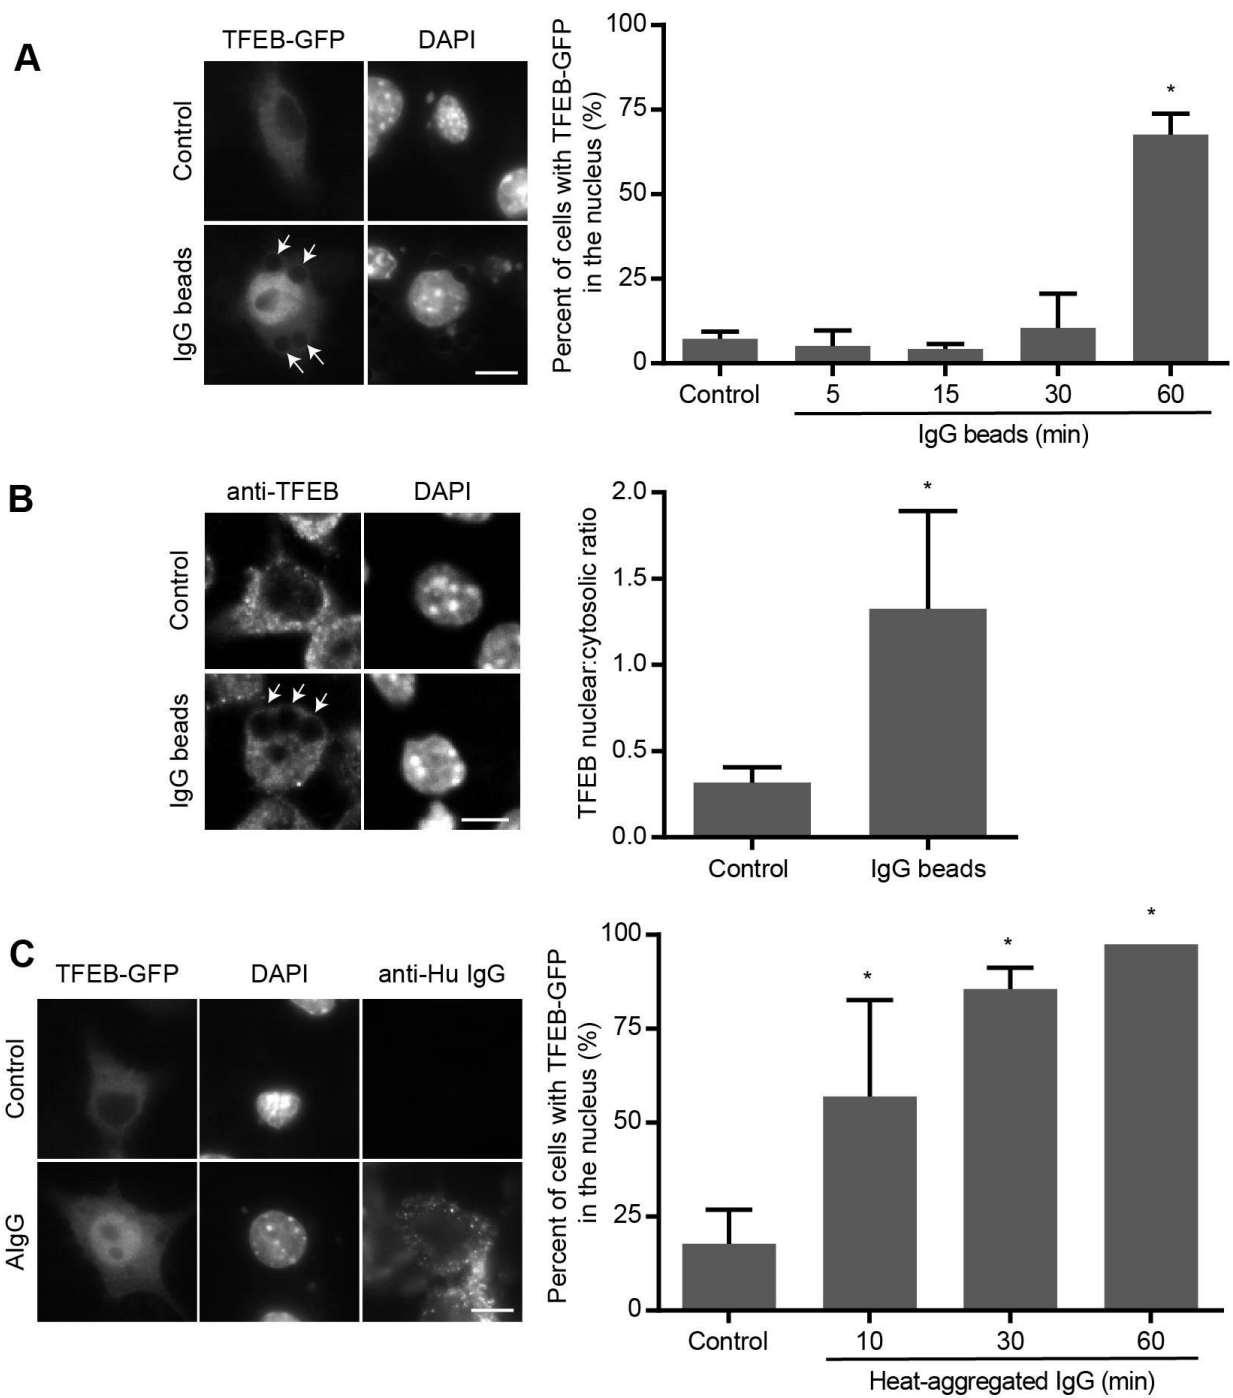 A
TFEB-GFP
DAPI
Control
IgG beads
Percent of cells with TFEB-GFP
in the nucleus (%)
100
75
50
25
0
*
Control
5
15
30
60
IgG beads (min)
B
anti-TFEB
DAPI
Control
IgG beads
TFEB nuclear:cytosolic ratio
2.0
1.5
1.0
0.5
0.0
*
Control
IgG beads
C
TFEB-GFP
DAPI
anti-Hu IgG
Control
AIgG
Percent of cells with TFEB-GFP
in the nucleus (%)
100
75
50
25
0
*
*
*
Control
10
30
60
Heat-aggregated IgG (min)